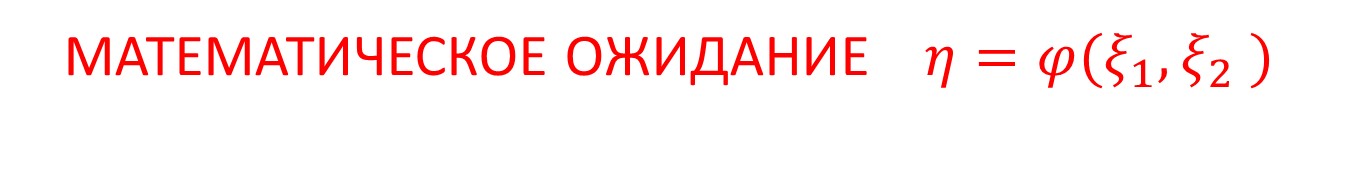 МАТЕМАТИЧЕСКОЕ ОЖИДАНИЕ η = φ(ξ₁, ξ₂ )